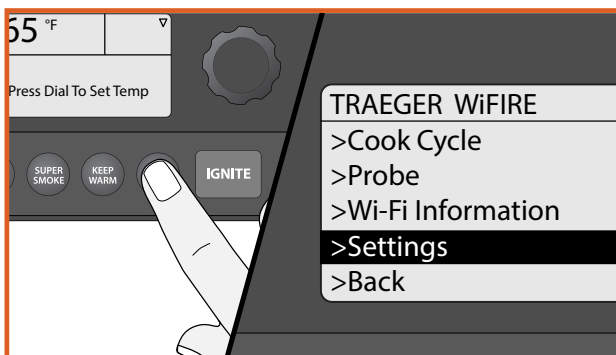 65 °F
Press Dial To Set Temp
SUPER
SMOKE
KEEP
WARM
IGNITE
TRAEGER WiFIRE
>Cook Cycle
>Probe
>Wi-Fi Information
>Settings
>Back